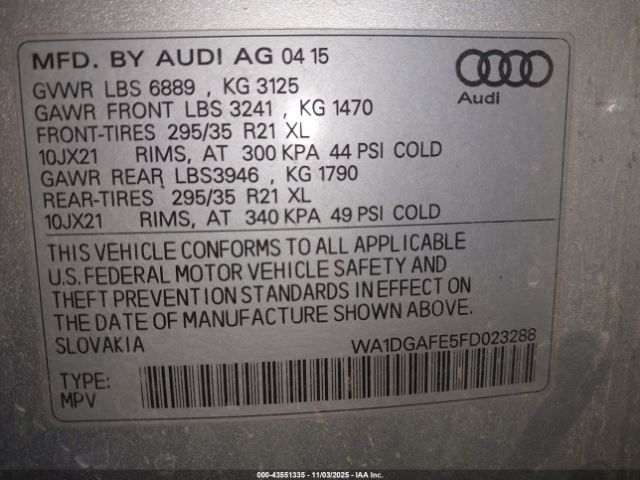 MFD. BY AUDI AG 04 15
GVWR LBS 6889 , KG 3125
GAWR FRONT LBS 3241 , KG 1470
FRONT-TIRES 295/35 R21 XL
10JX21 RIMS, AT 300 KPA 44 PSI COLD
GAWR REAR LBS3946 , KG 1790
REAR-TIRES 295/35 R21 XL
10JX21 RIMS, AT 340 KPA 49 PSI COLD
Audi
THIS VEHICLE CONFORMS TO ALL APPLICABLE
U.S. FEDERAL MOTOR VEHICLE SAFETY AND
THEFT PREVENTION STANDARDS IN EFFECT ON
THE DATE OF MANUFACTURE SHOWN ABOVE.
SLOVAKIA WA1DGAFE5FD023288
TYPE:
MPV
000-43551335 - 11/03/2025 - IAA Inc.